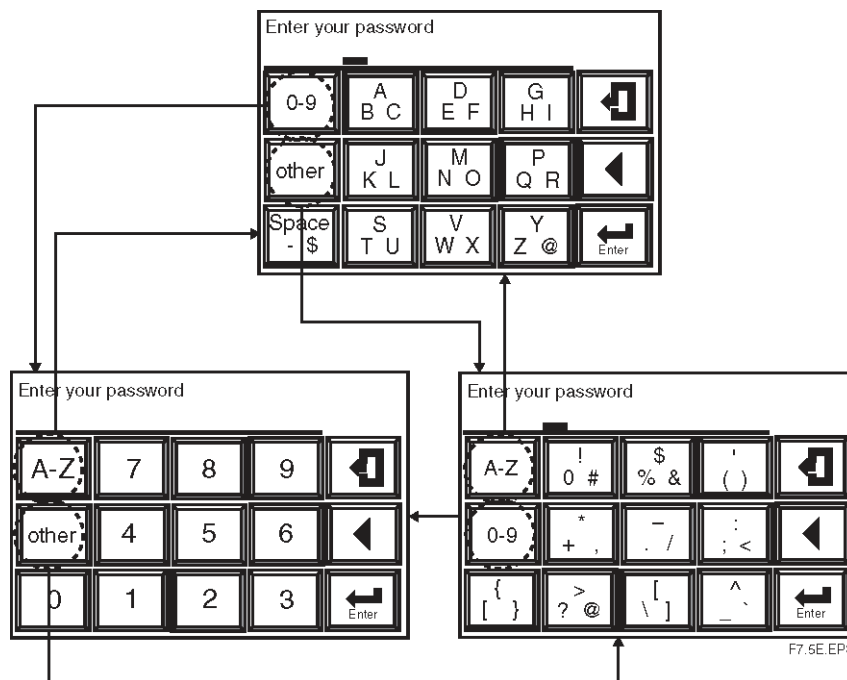 Enter your password
0-9
A
B C
D
E F
G
H I
other
J
K L
M
N O
P
Q R
Space
- $
S
T U
V
W X
Y
Z @
Enter
Enter your password
A-Z
7
8
9
other
4
5
6
0
1
2
3
Enter
Enter your password
A-Z
!
0 #
$
% &
'
( )
0-9
*
+ ,
–
. /
:
; <
{
[ }
>
? @
[
\ ]
^
_ `
Enter
F7.5E.EPS